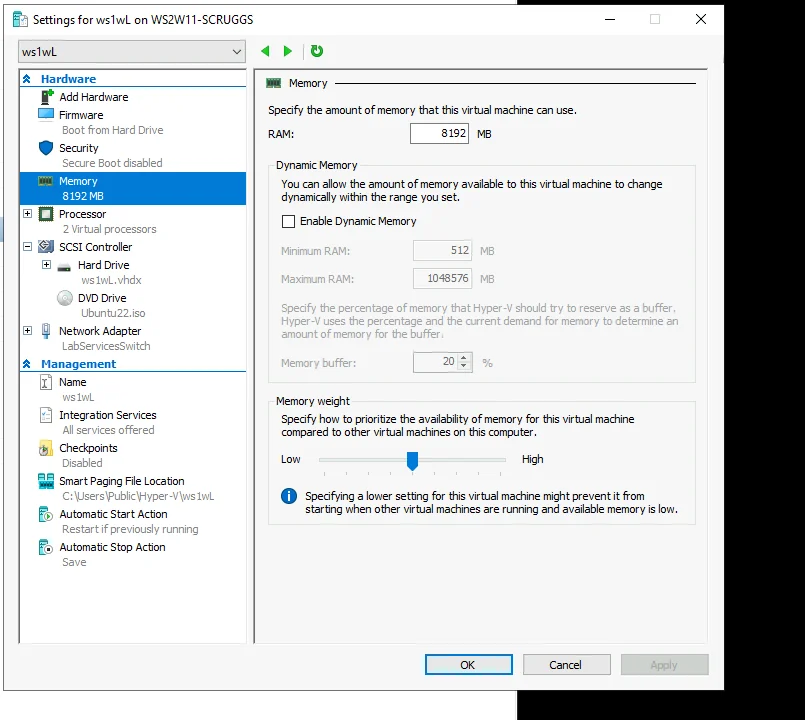 Settings for ws1wL on WS2W11-SCRUGGS
ws1wL
Hardware
Add Hardware
Firmware
Boot from Hard Drive
Security
Secure Boot disabled
Memory
8192 MB
Processor
2 Virtual processors
SCSI Controller
Hard Drive
ws1wL.vhdx
DVD Drive
Ubuntu22.iso
Network Adapter
LabServicesSwitch
Management
Name
ws1wL
Integration Services
All services offered
Checkpoints
Disabled
Smart Paging File Location
C:\Users\Public\Hyper-V\ws1wL
Automatic Start Action
Restart if previously running
Automatic Stop Action
Save
Memory
Specify the amount of memory that this virtual machine can use.
RAM: 8192 MB
Dynamic Memory
You can allow the amount of memory available to this virtual machine to change
dynamically within the range you set.
Enable Dynamic Memory
Minimum RAM: 512 MB
Maximum RAM: 1048576 MB
Specify the percentage of memory that Hyper-V should try to reserve as a buffer.
Hyper-V uses the percentage and the current demand for memory to determine an
amount of memory for the buffer.
Memory buffer: 20 %
Memory weight
Specify how to prioritize the availability of memory for this virtual machine
compared to other virtual machines on this computer.
Low High
Specifying a lower setting for this virtual machine might prevent it from
starting when other virtual machines are running and available memory is low.
OK Cancel Apply